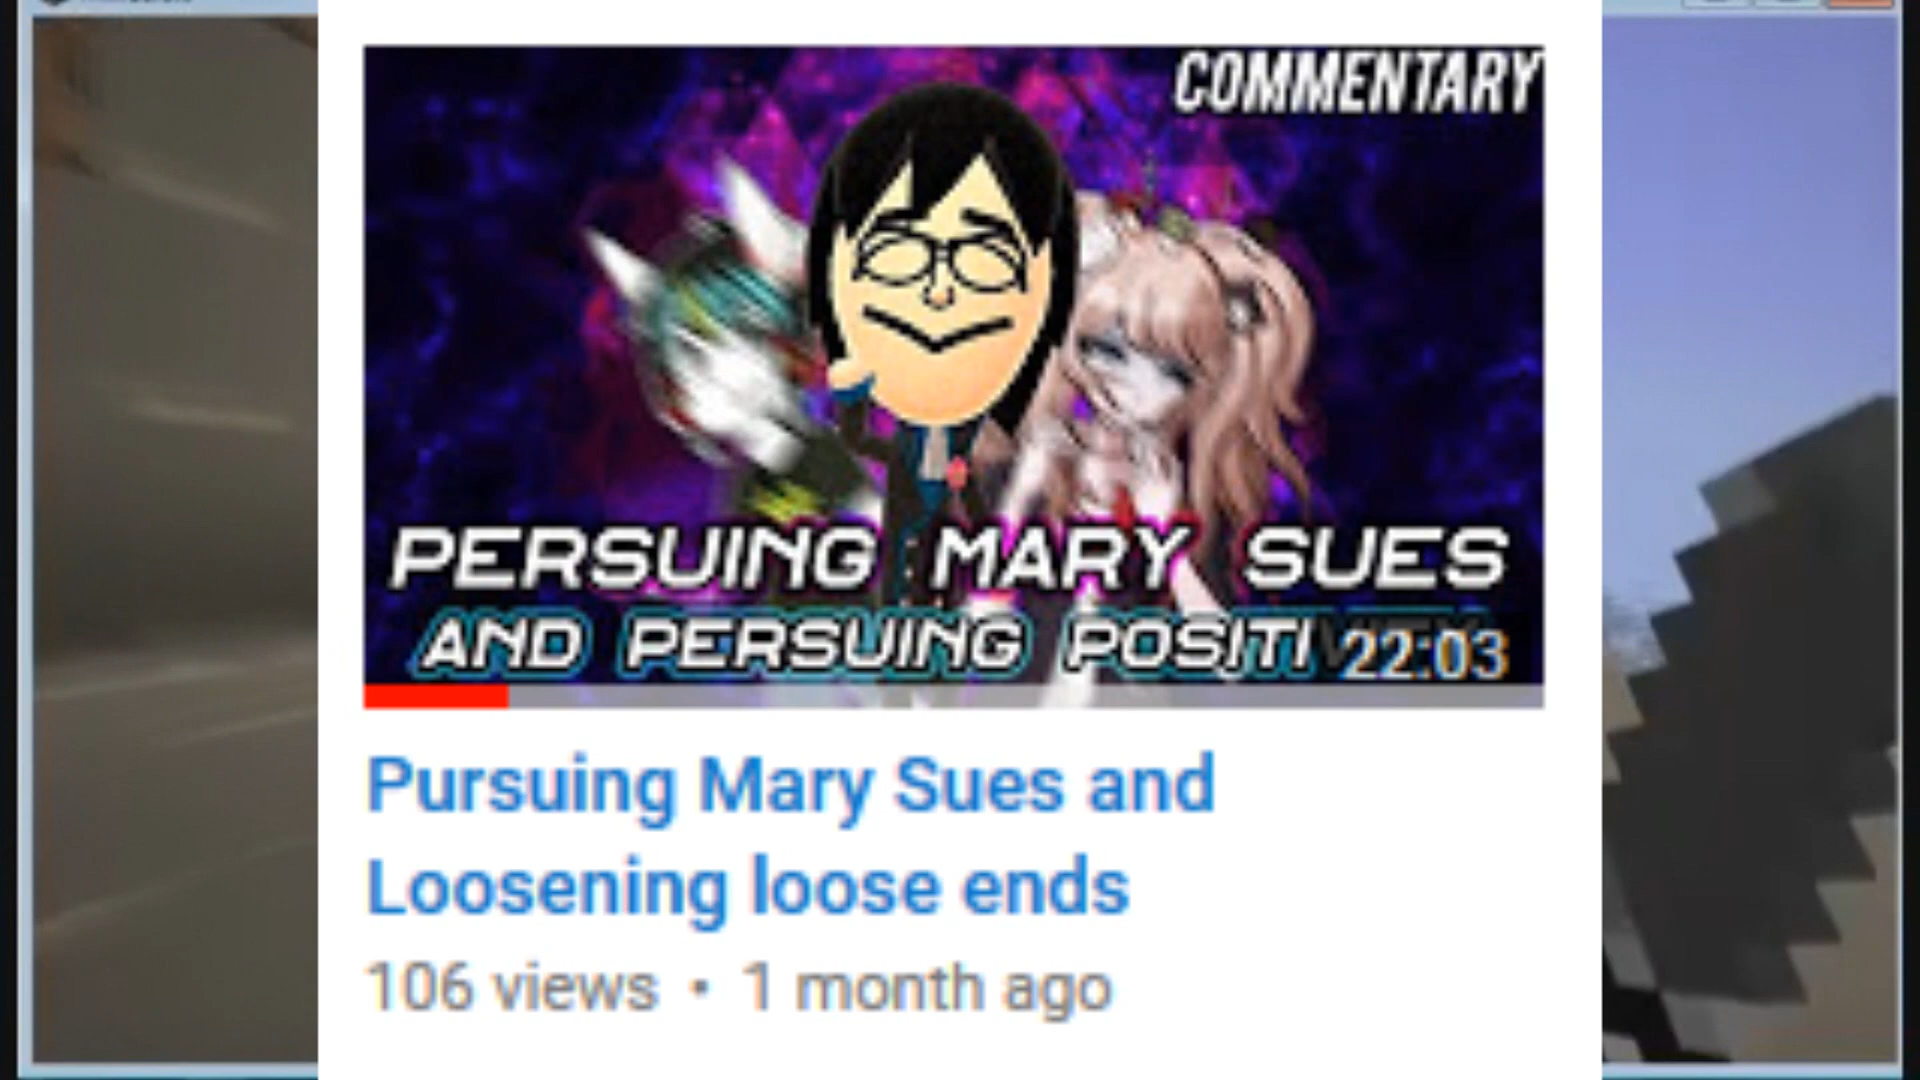 COMMENTARY
PERSUING MARY SUES
AND PERSUING POSITI
22:03
Pursuing Mary Sues and
Loosening loose ends
106 views • 1 month ago